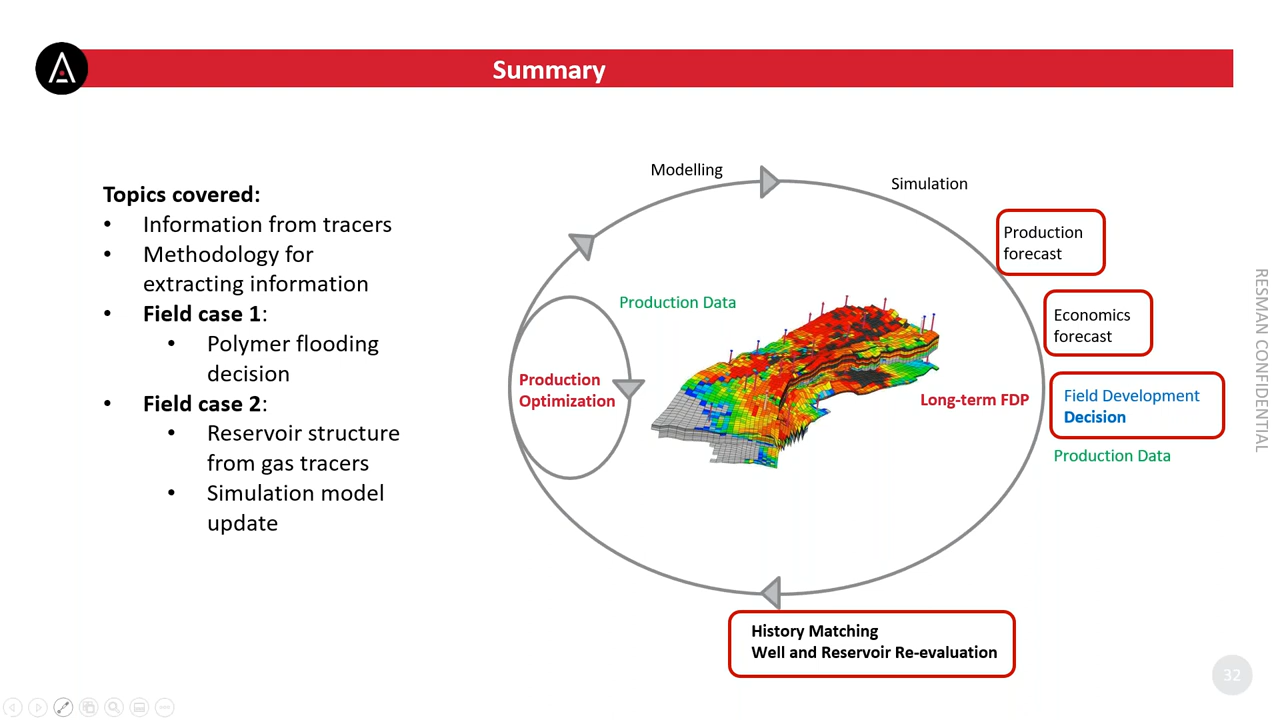 Summary
Topics covered:
• Information from tracers
• Methodology for
extracting information
• Field case 1:
• Polymer flooding
decision
• Field case 2:
• Reservoir structure
from gas tracers
• Simulation model
update
Modelling
Simulation
Production
forecast
Economics
forecast
Field Development
Decision
Production Data
Production Data
Production
Optimization
Long-term FDP
History Matching
Well and Reservoir Re-evaluation
RESMAN CONFIDENTIAL
32